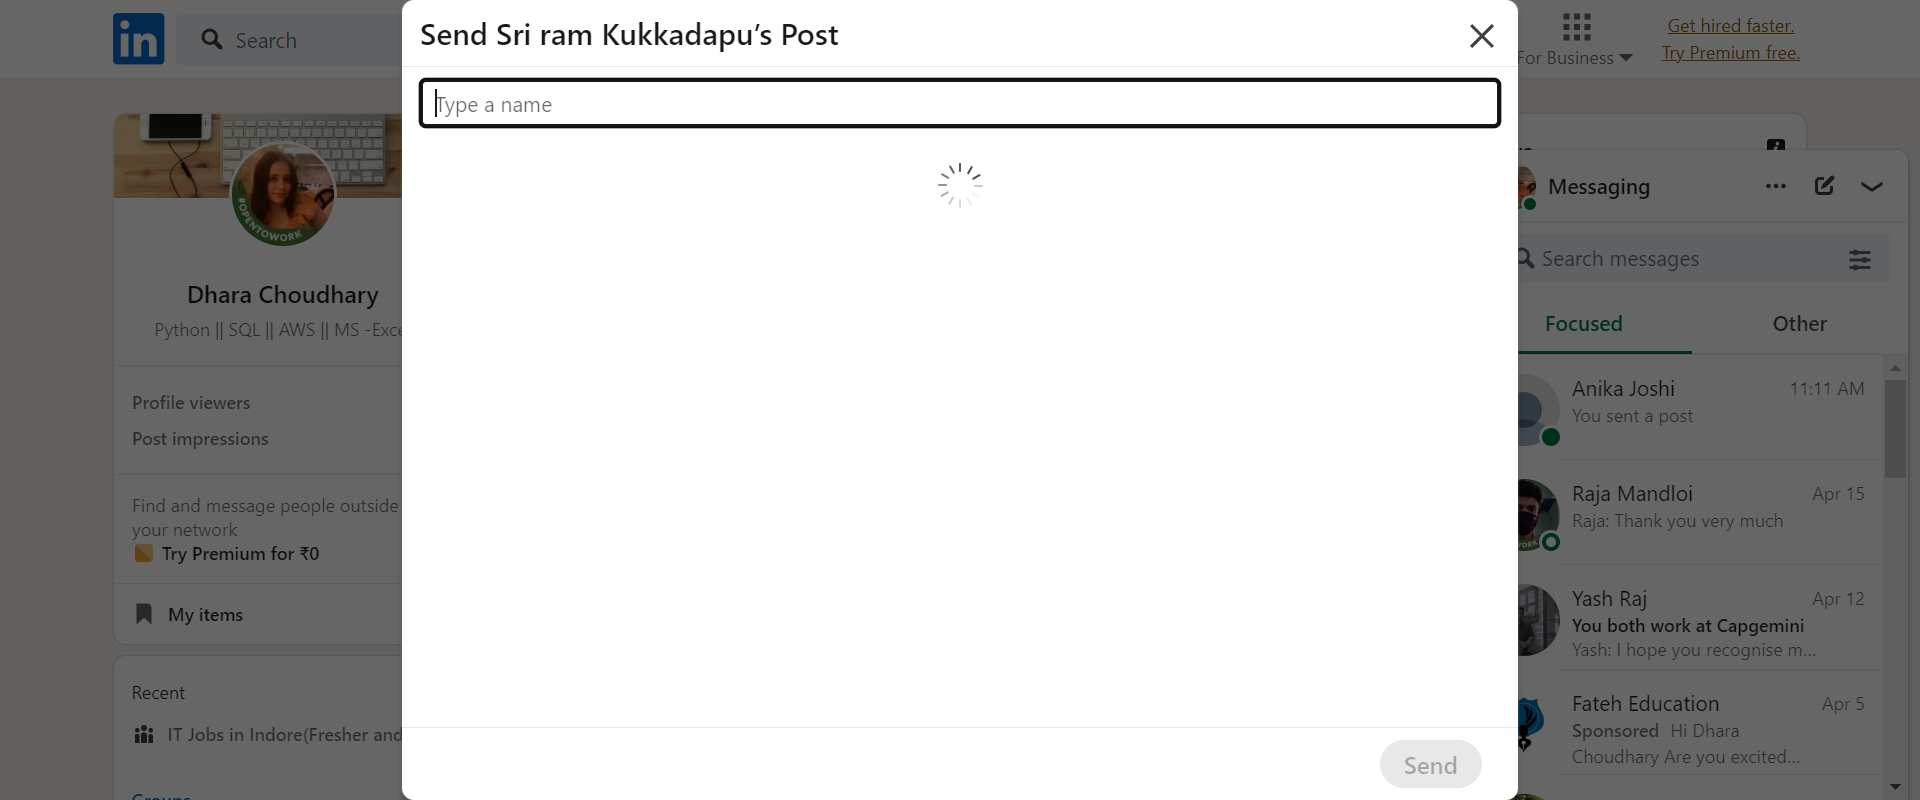 in
Search
For Business
Get hired faster.
Try Premium free.
Send Sri ram Kukkadapu’s Post
Type a name
Send
#OPENTOWORK
Dhara Choudhary
Python || SQL || AWS || MS -Exce
Profile viewers
Post impressions
Find and message people outside
your network
Try Premium for ₹0
My items
Recent
IT Jobs in Indore(Fresher and
Groups
Messaging
Search messages
Focused
Other
Anika Joshi
11:11 AM
You sent a post
Raja Mandloi
Apr 15
Raja: Thank you very much
Yash Raj
Apr 12
You both work at Capgemini
Yash: I hope you recognise m...
Fateh Education
Apr 5
Sponsored Hi Dhara
Choudhary Are you excited...